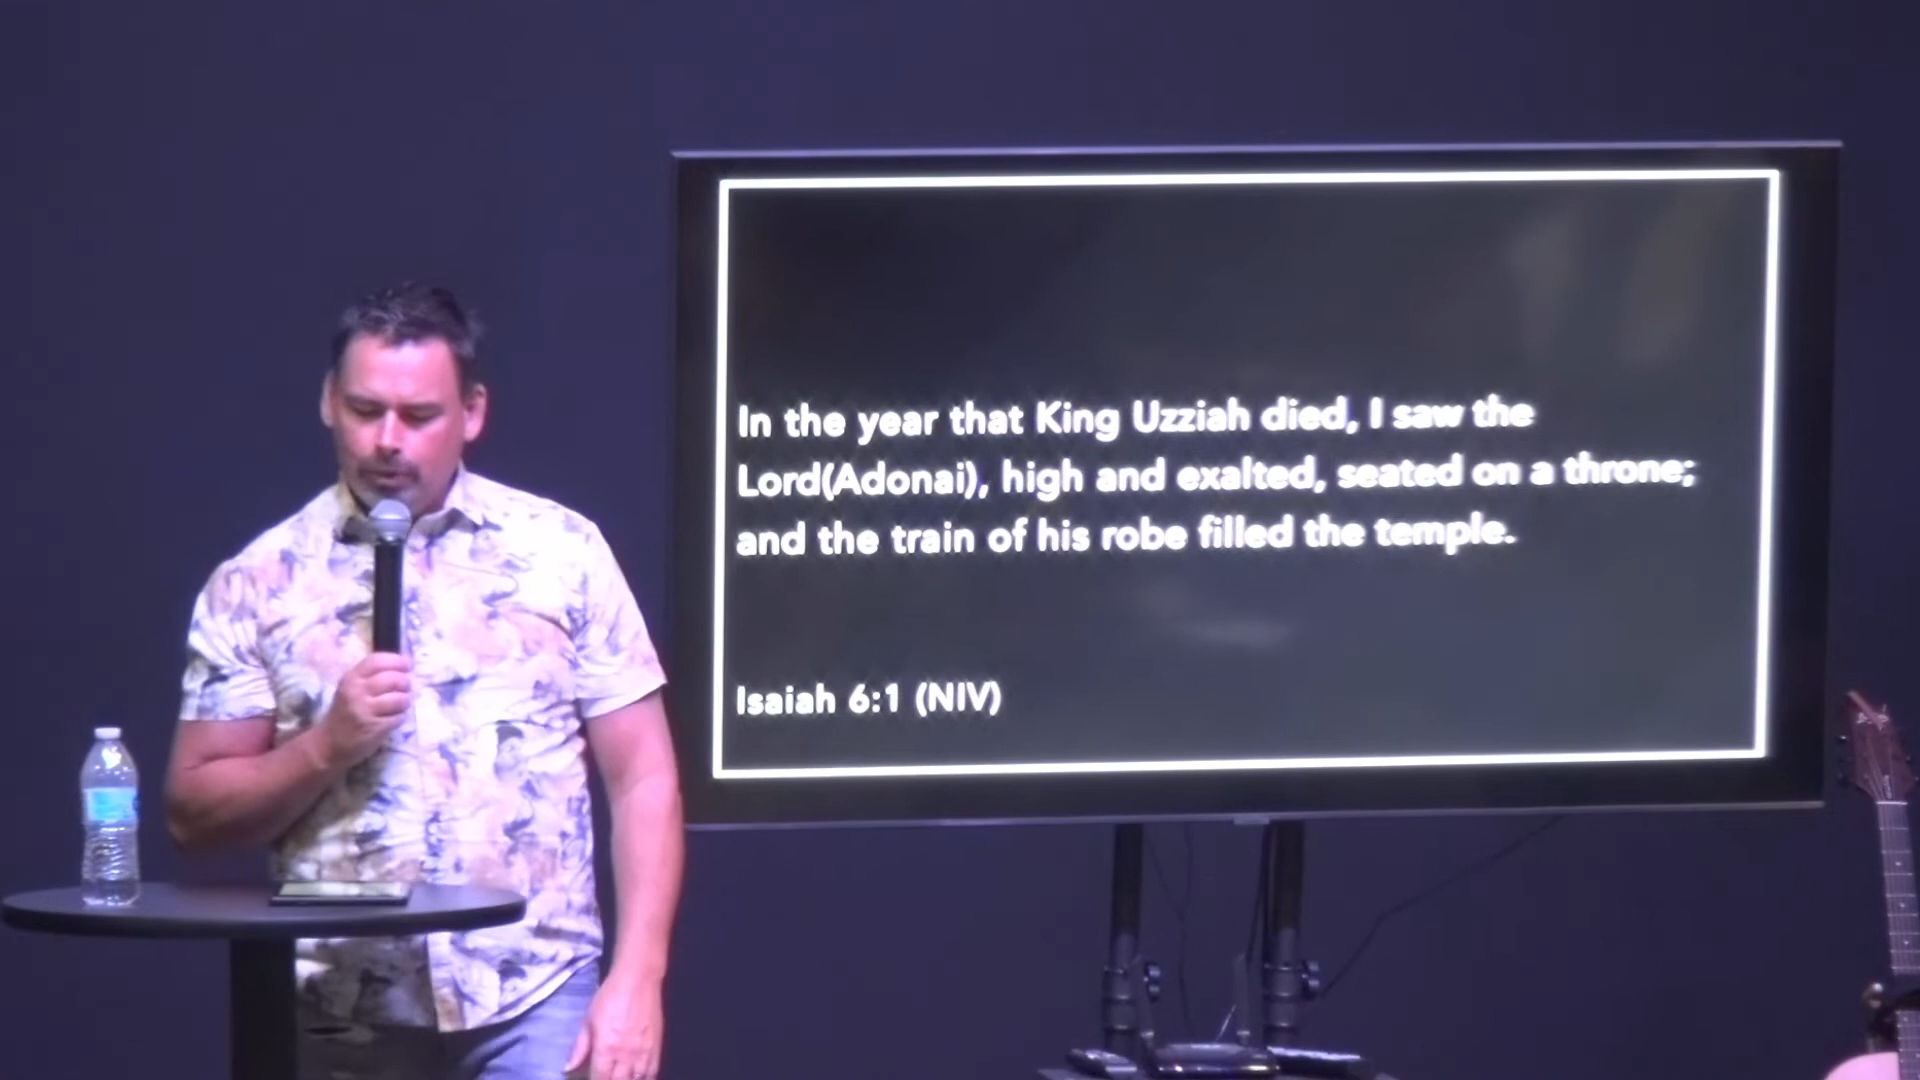 In the year that King Uzziah died, I saw the
Lord(Adonai), high and exalted, seated on a throne;
and the train of his robe filled the temple.
Isaiah 6:1 (NIV)